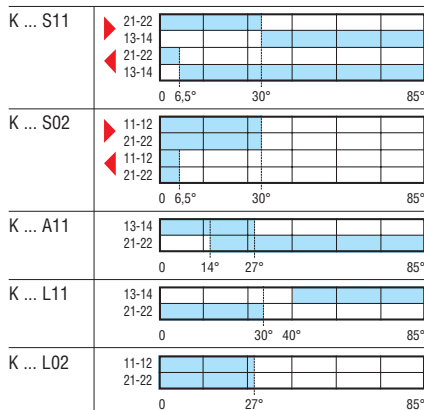 K ... S11
21-22
13-14
21-22
13-14
0 6,5° 30° 85°
K ... S02
11-12
21-22
11-12
21-22
0 6,5° 30° 85°
K ... A11
13-14
21-22
0 14° 27° 85°
K ... L11
13-14
21-22
0 30° 40° 85°
K ... L02
11-12
21-22
0 27° 85°